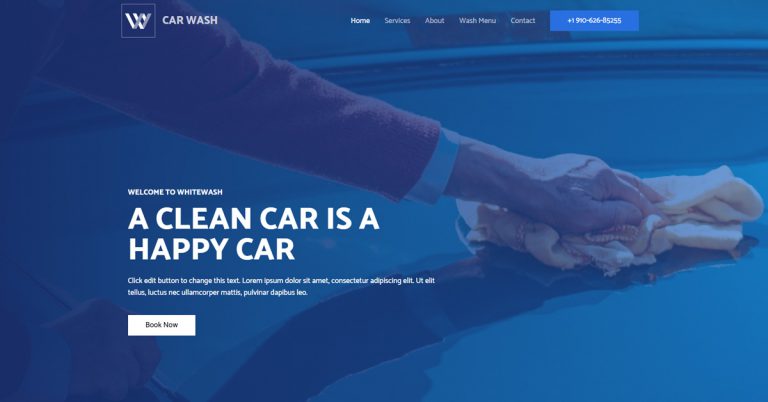 CAR WASH
Home Services About Wash Menu Contact +1 910-626-85255
WELCOME TO WHITEWASH
A CLEAN CAR IS A
HAPPY CAR
Click edit button to change this text. Lorem ipsum dolor sit amet, consectetur adipiscing elit. Ut elit
tellus, luctus nec ullamcorper mattis, pulvinar dapibus leo.
Book Now